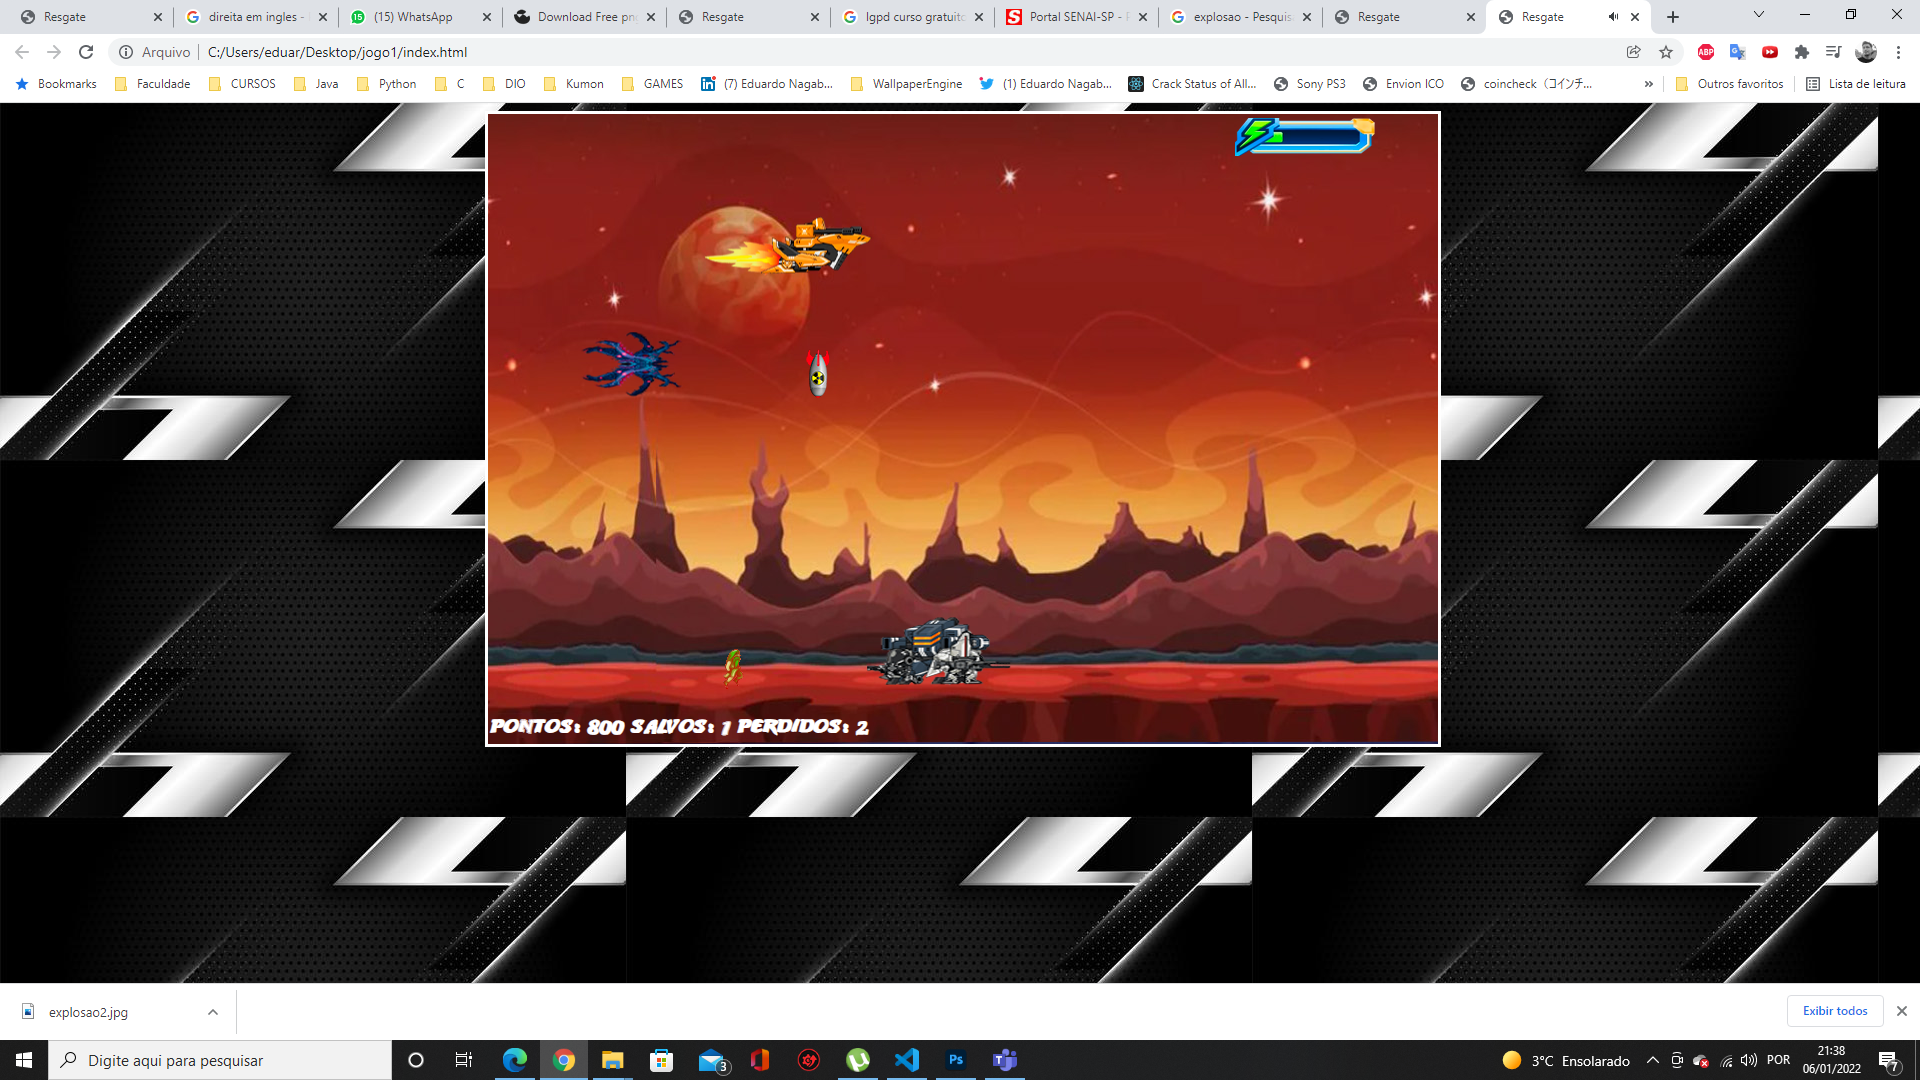 Resgate
direita em ingles -
(15) WhatsApp
Download Free pn
Resgate
lgpd curso gratuito
Portal SENAI-SP - P
explosao - Pesquis
Resgate
Resgate
Arquivo
C:/Users/eduar/Desktop/jogo1/index.html
Bookmarks
Faculdade
CURSOS
Java
Python
C
DIO
Kumon
GAMES
(7) Eduardo Nagab...
WallpaperEngine
(1) Eduardo Nagab...
Crack Status of All...
Sony PS3
Envion ICO
coincheck（コインチ...
»
Outros favoritos
Lista de leitura
PONTOS: 800 SALVOS: 1 PERDIDOS: 2
explosao2.jpg
Exibir todos
Digite aqui para pesquisar
3
Ps
3°C Ensolarado
POR
21:38
06/01/2022
7